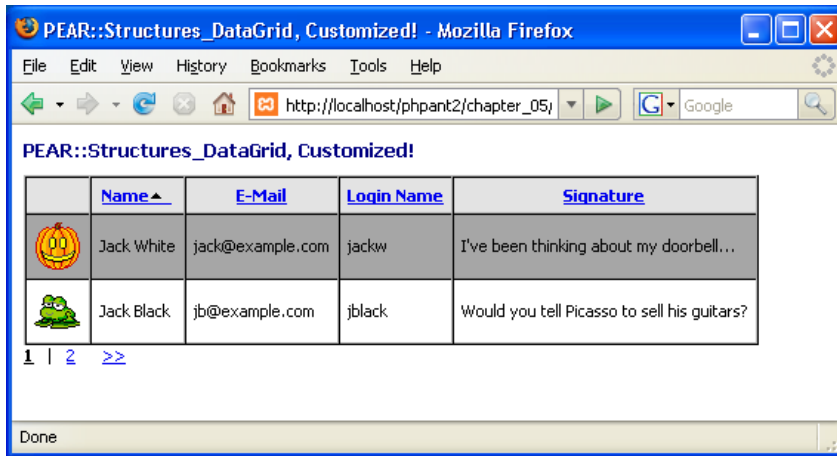 PEAR::Structures_DataGrid, Customized! - Mozilla Firefox
File Edit View History Bookmarks Tools Help
http://localhost/phpant2/chapter_05/ G Google
PEAR::Structures_DataGrid, Customized!
Name E-Mail Login Name Signature
Jack White jack@example.com jackw I've been thinking about my doorbell...
Jack Black jb@example.com jblack Would you tell Picasso to sell his guitars?
1 | 2 >>
Done